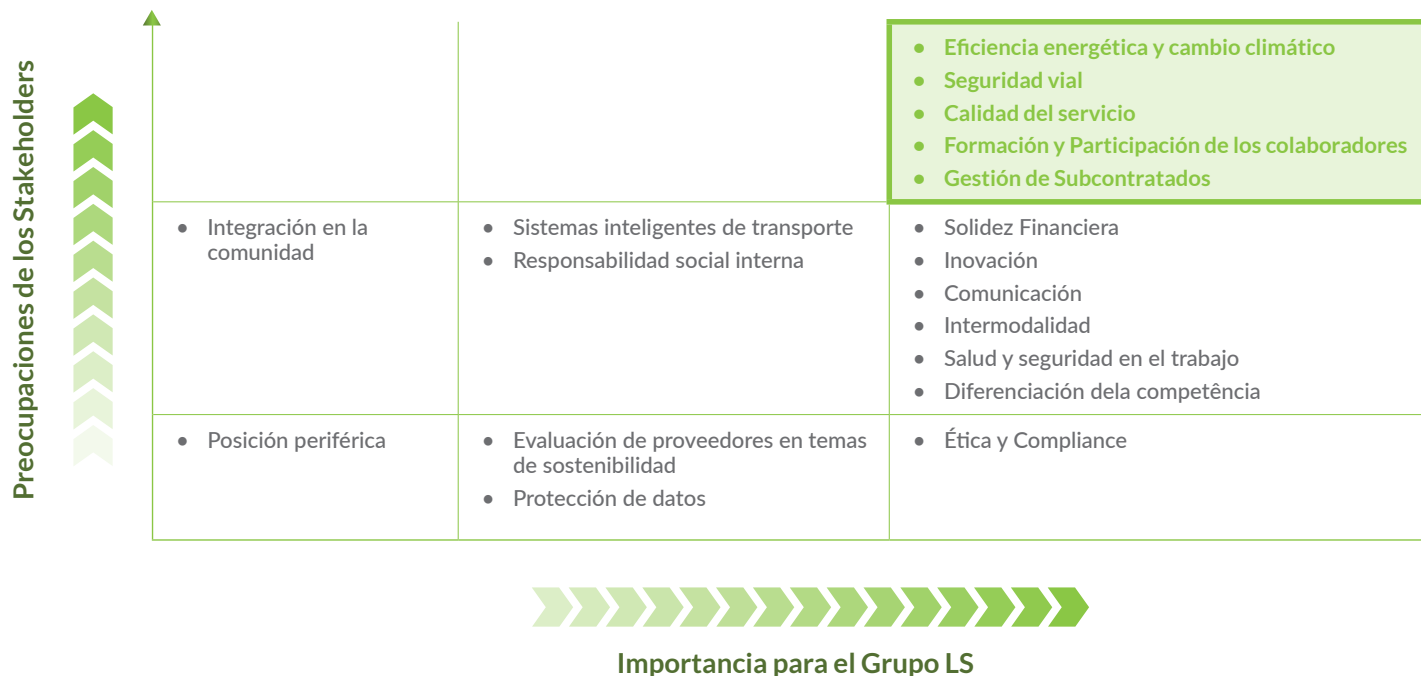 Preocupaciones de los Stakeholders
• Eficiencia energética y cambio climático
• Seguridad vial
• Calidad del servicio
• Formación y Participación de los colaboradores
• Gestión de Subcontratados
• Integración en la
comunidad
• Sistemas inteligentes de transporte
• Responsabilidad social interna
• Solidez Financiera
• Inovación
• Comunicación
• Intermodalidad
• Salud y seguridad en el trabajo
• Diferenciación dela competência
• Posición periférica
• Evaluación de proveedores en temas
de sostenibilidad
• Protección de datos
• Ética y Compliance
Importancia para el Grupo LS